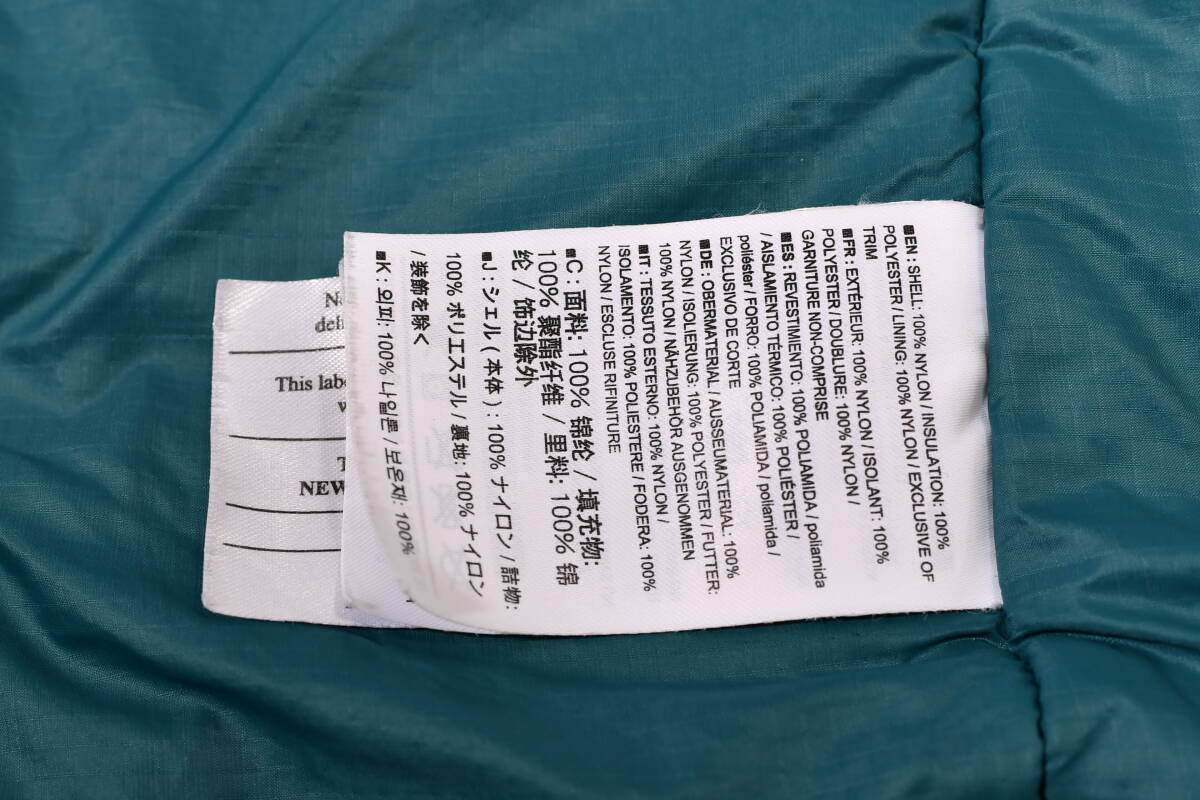 ■EN : SHELL: 100% NYLON / INSULATION: 100%
POLYESTER / LINING: 100% NYLON / EXCLUSIVE OF
TRIM
■FR : EXTÉRIEUR: 100% NYLON / ISOLANT: 100%
POLYESTER / DOUBLURE: 100% NYLON /
GARNITURE NON-COMPRISE
■ES : REVESTIMIENTO: 100% POLIAMIDA / poliamida
/ AISLAMIENTO TÉRMICO: 100% POLIÉSTER /
poliéster / FORRO: 100% POLIAMIDA / poliamida /
EXCLUSIVO DE CORTE
■DE : OBERMATERIAL / AUSSEUMATERIAL: 100%
NYLON / ISOLIERUNG: 100% POLYESTER / FUTTER:
100% NYLON / NÄHZUBEHÖR AUSGENOMMEN
■IT : TESSUTO ESTERNO: 100% NYLON /
ISOLAMENTO: 100% POLIESTERE / FODERA: 100%
NYLON / ESCLUSE RIFINITURE
■C : 面料: 100% 锦纶 / 填充物:
100% 聚酯纤维 / 里料: 100% 锦
纶 / 饰边除外
■J : シェル ( 本体 ) : 100% ナイロン / 詰物:
100% ポリエステル / 裏地: 100% ナイロン
/ 装飾を除く
■K : 외피: 100% 나일론 / 보온재: 100%
This
NEW